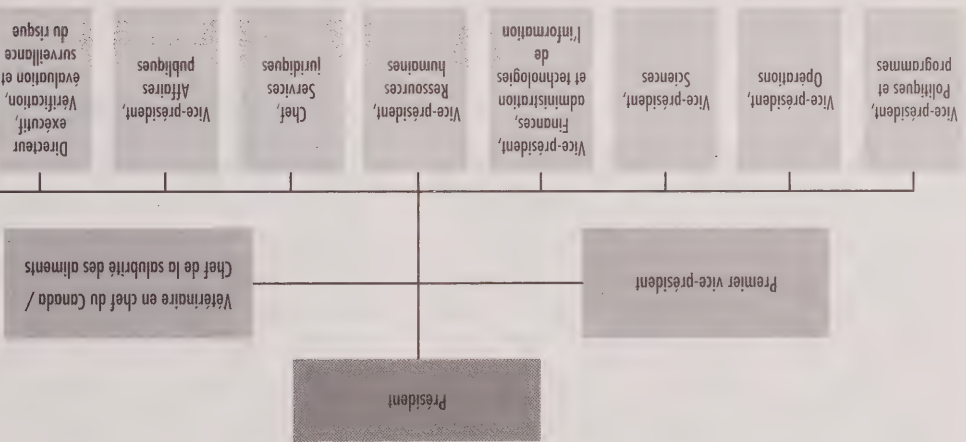 Président
Premier vice-président
Vétérinaire en chef du Canada /
Chef de la salubrité des aliments
Vice-président,
Politiques et
programmes
Vice-président,
Opérations
Vice-président,
Sciences
Vice-président,
Finances,
administration
et technologies
de
l'information
Vice-président,
Ressources
humaines
Chef,
Services
juridiques
Vice-président,
Affaires
publiques
Directeur
exécutif,
Vérification,
évaluation et
surveillance
du risque